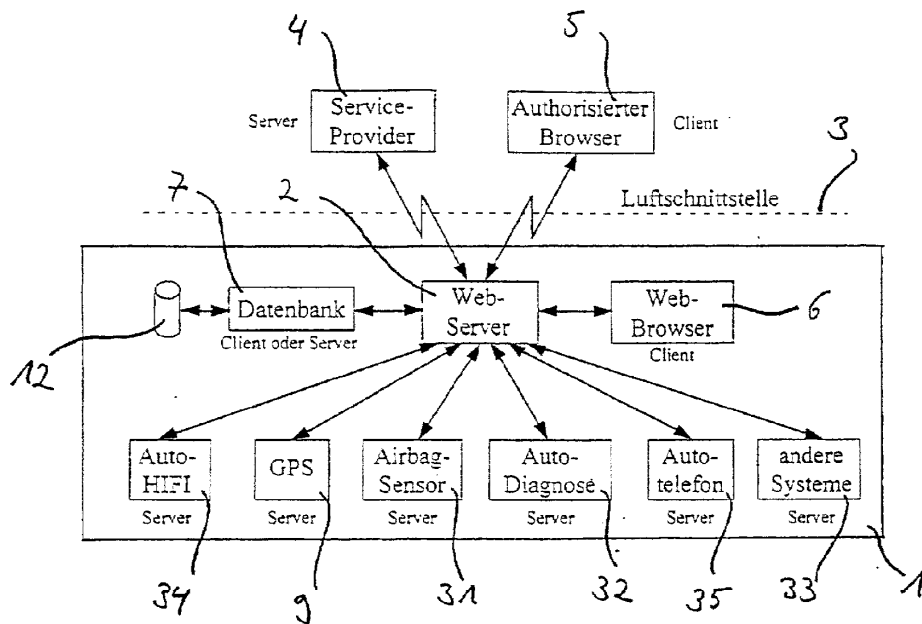 4
5
Server
Service-
Provider
Authorisierter
Browser
Client
3
7
2
Luftschnittstelle
Datenbank
Client oder Server
Web-
Server
Web-
Browser
Client
6
12
Auto-
HIFI
Server
GPS
Server
Airbag-
Sensor
Server
Auto-
Diagnose
Server
Auto-
telefon
Server
andere
Systeme
Server
34
9
31
32
35
33
1